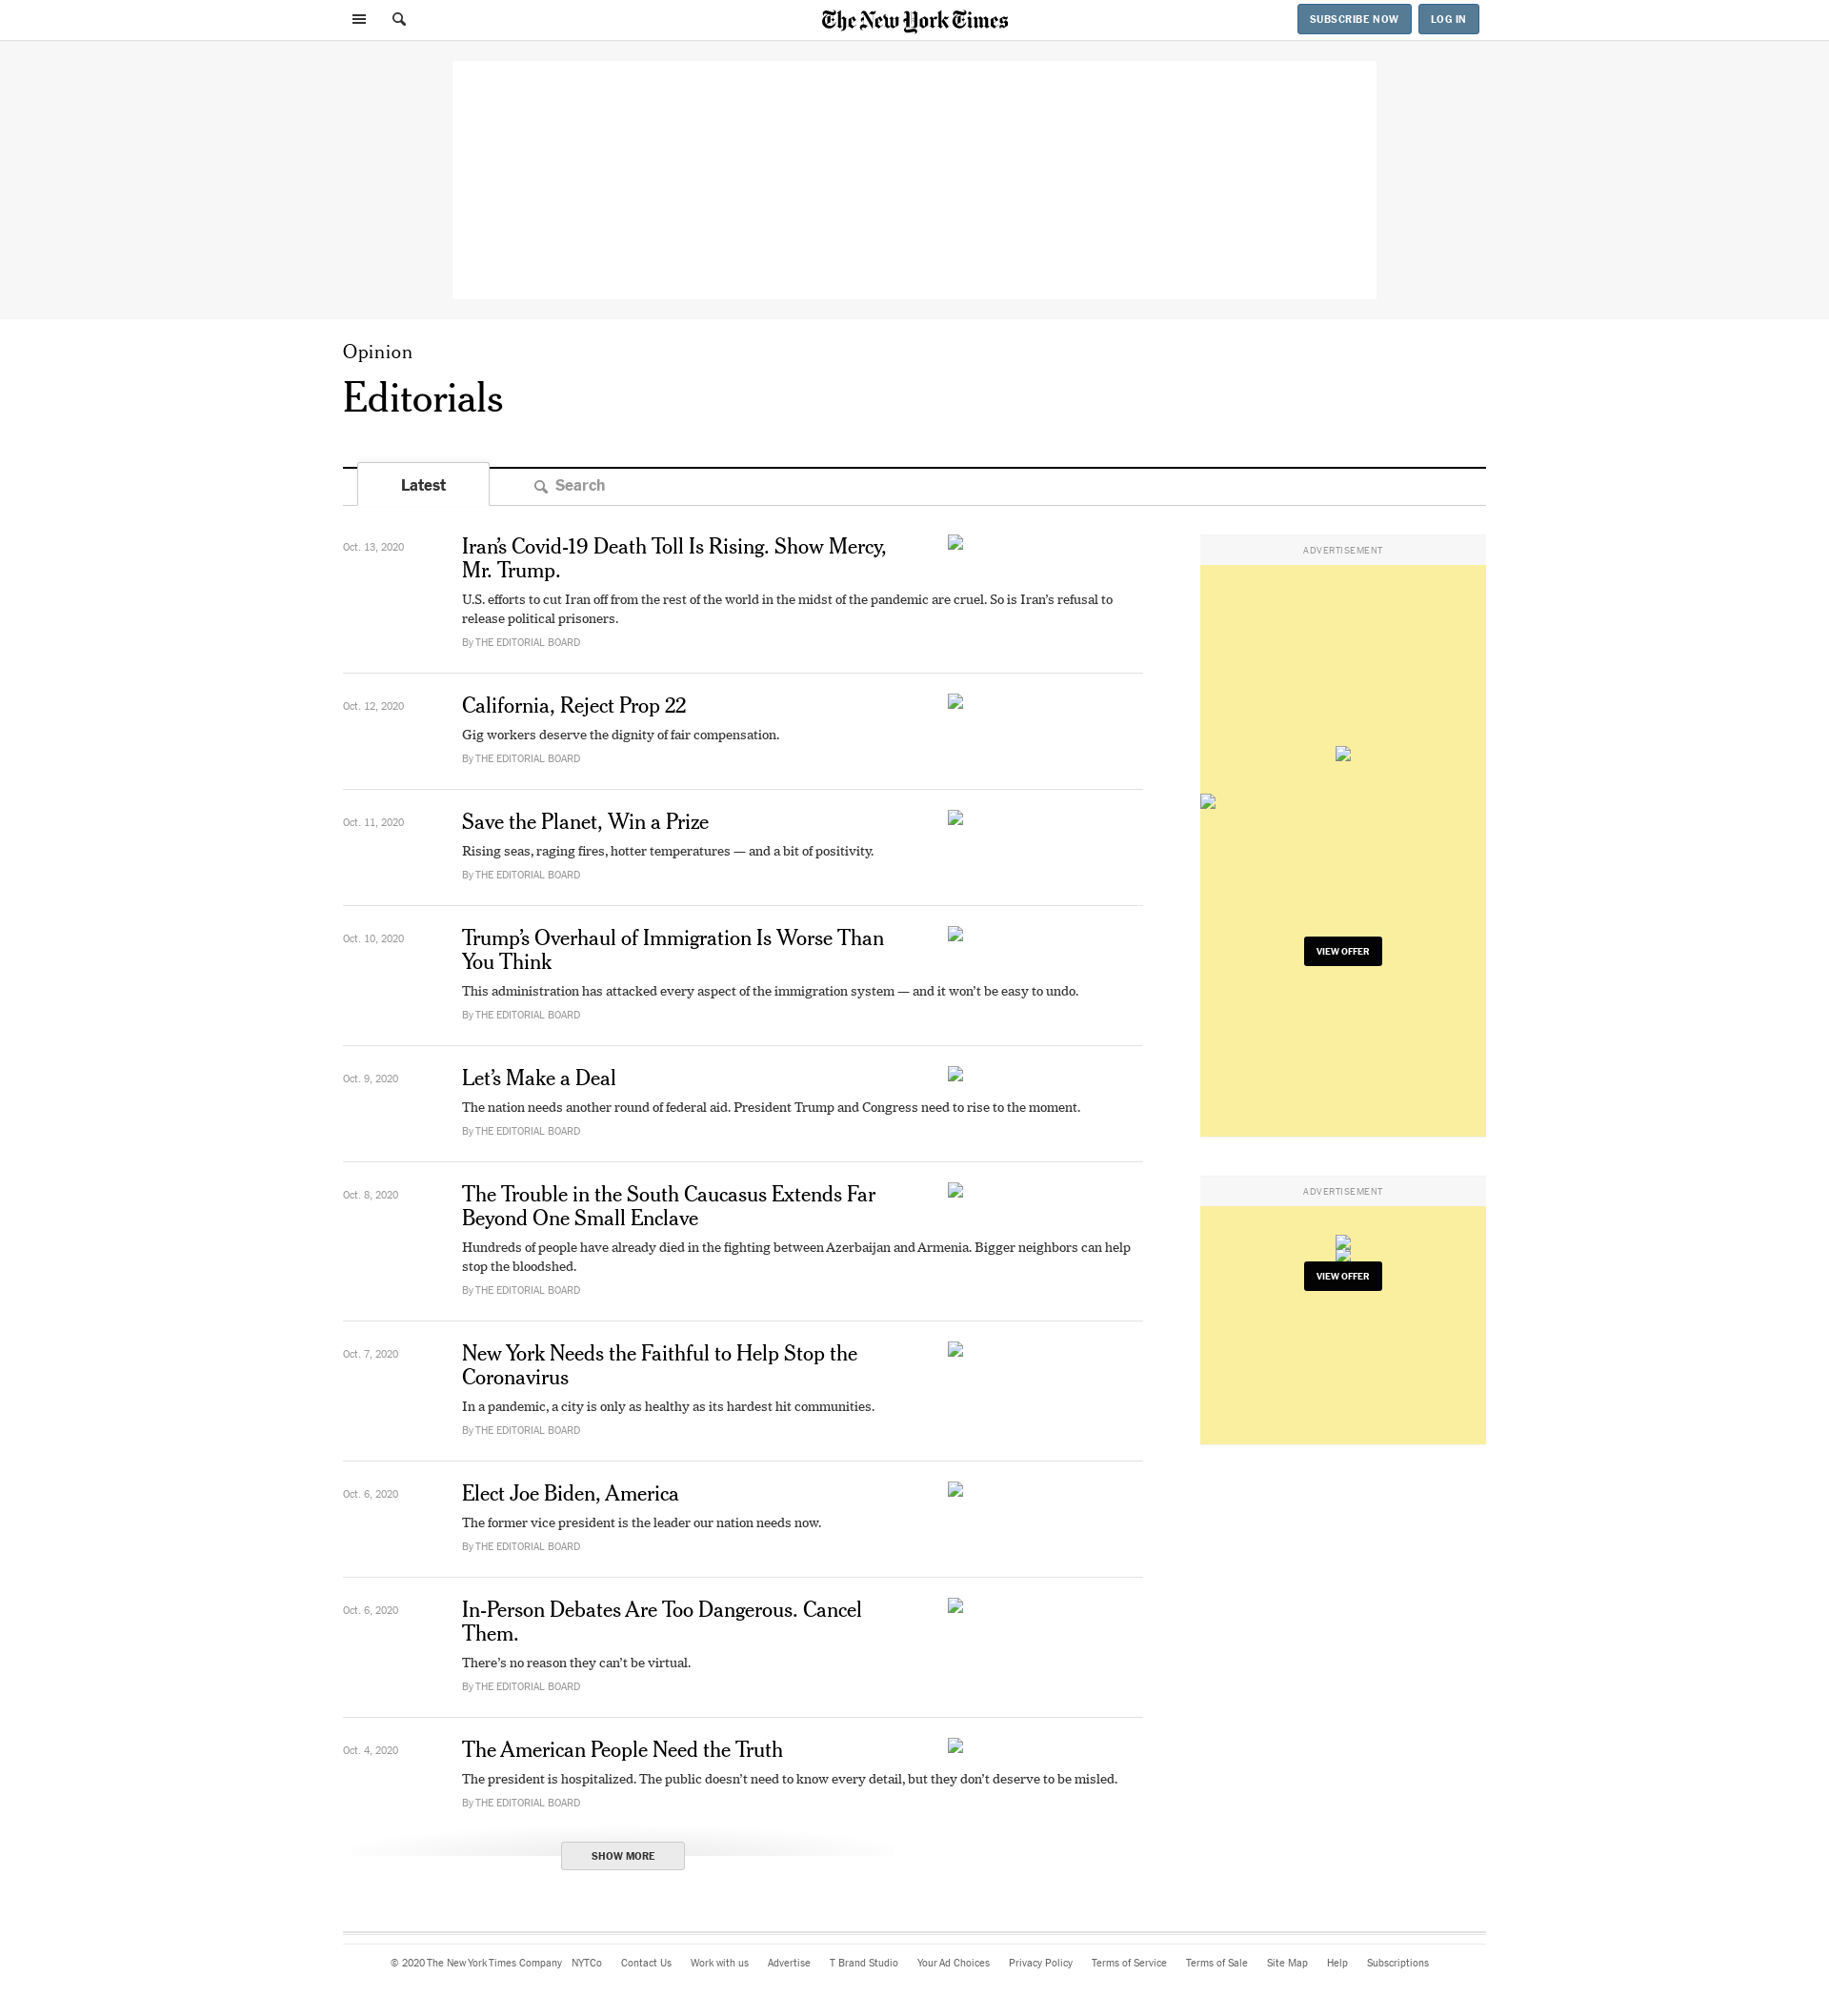 The New York Times
SUBSCRIBE NOW
LOG IN
Opinion
Editorials
Latest
Search
Oct. 13, 2020
Iran’s Covid-19 Death Toll Is Rising. Show Mercy,
Mr. Trump.
U.S. efforts to cut Iran off from the rest of the world in the midst of the pandemic are cruel. So is Iran’s refusal to
release political prisoners.
By THE EDITORIAL BOARD
Oct. 12, 2020
California, Reject Prop 22
Gig workers deserve the dignity of fair compensation.
By THE EDITORIAL BOARD
Oct. 11, 2020
Save the Planet, Win a Prize
Rising seas, raging fires, hotter temperatures — and a bit of positivity.
By THE EDITORIAL BOARD
Oct. 10, 2020
Trump’s Overhaul of Immigration Is Worse Than
You Think
This administration has attacked every aspect of the immigration system — and it won’t be easy to undo.
By THE EDITORIAL BOARD
Oct. 9, 2020
Let’s Make a Deal
The nation needs another round of federal aid. President Trump and Congress need to rise to the moment.
By THE EDITORIAL BOARD
Oct. 8, 2020
The Trouble in the South Caucasus Extends Far
Beyond One Small Enclave
Hundreds of people have already died in the fighting between Azerbaijan and Armenia. Bigger neighbors can help
stop the bloodshed.
By THE EDITORIAL BOARD
Oct. 7, 2020
New York Needs the Faithful to Help Stop the
Coronavirus
In a pandemic, a city is only as healthy as its hardest hit communities.
By THE EDITORIAL BOARD
Oct. 6, 2020
Elect Joe Biden, America
The former vice president is the leader our nation needs now.
By THE EDITORIAL BOARD
Oct. 6, 2020
In-Person Debates Are Too Dangerous. Cancel
Them.
There’s no reason they can’t be virtual.
By THE EDITORIAL BOARD
Oct. 4, 2020
The American People Need the Truth
The president is hospitalized. The public doesn’t need to know every detail, but they don’t deserve to be misled.
By THE EDITORIAL BOARD
SHOW MORE
ADVERTISEMENT
VIEW OFFER
ADVERTISEMENT
VIEW OFFER
© 2020 The New York Times Company NYTCo Contact Us Work with us Advertise T Brand Studio Your Ad Choices Privacy Policy Terms of Service Terms of Sale Site Map Help Subscriptions